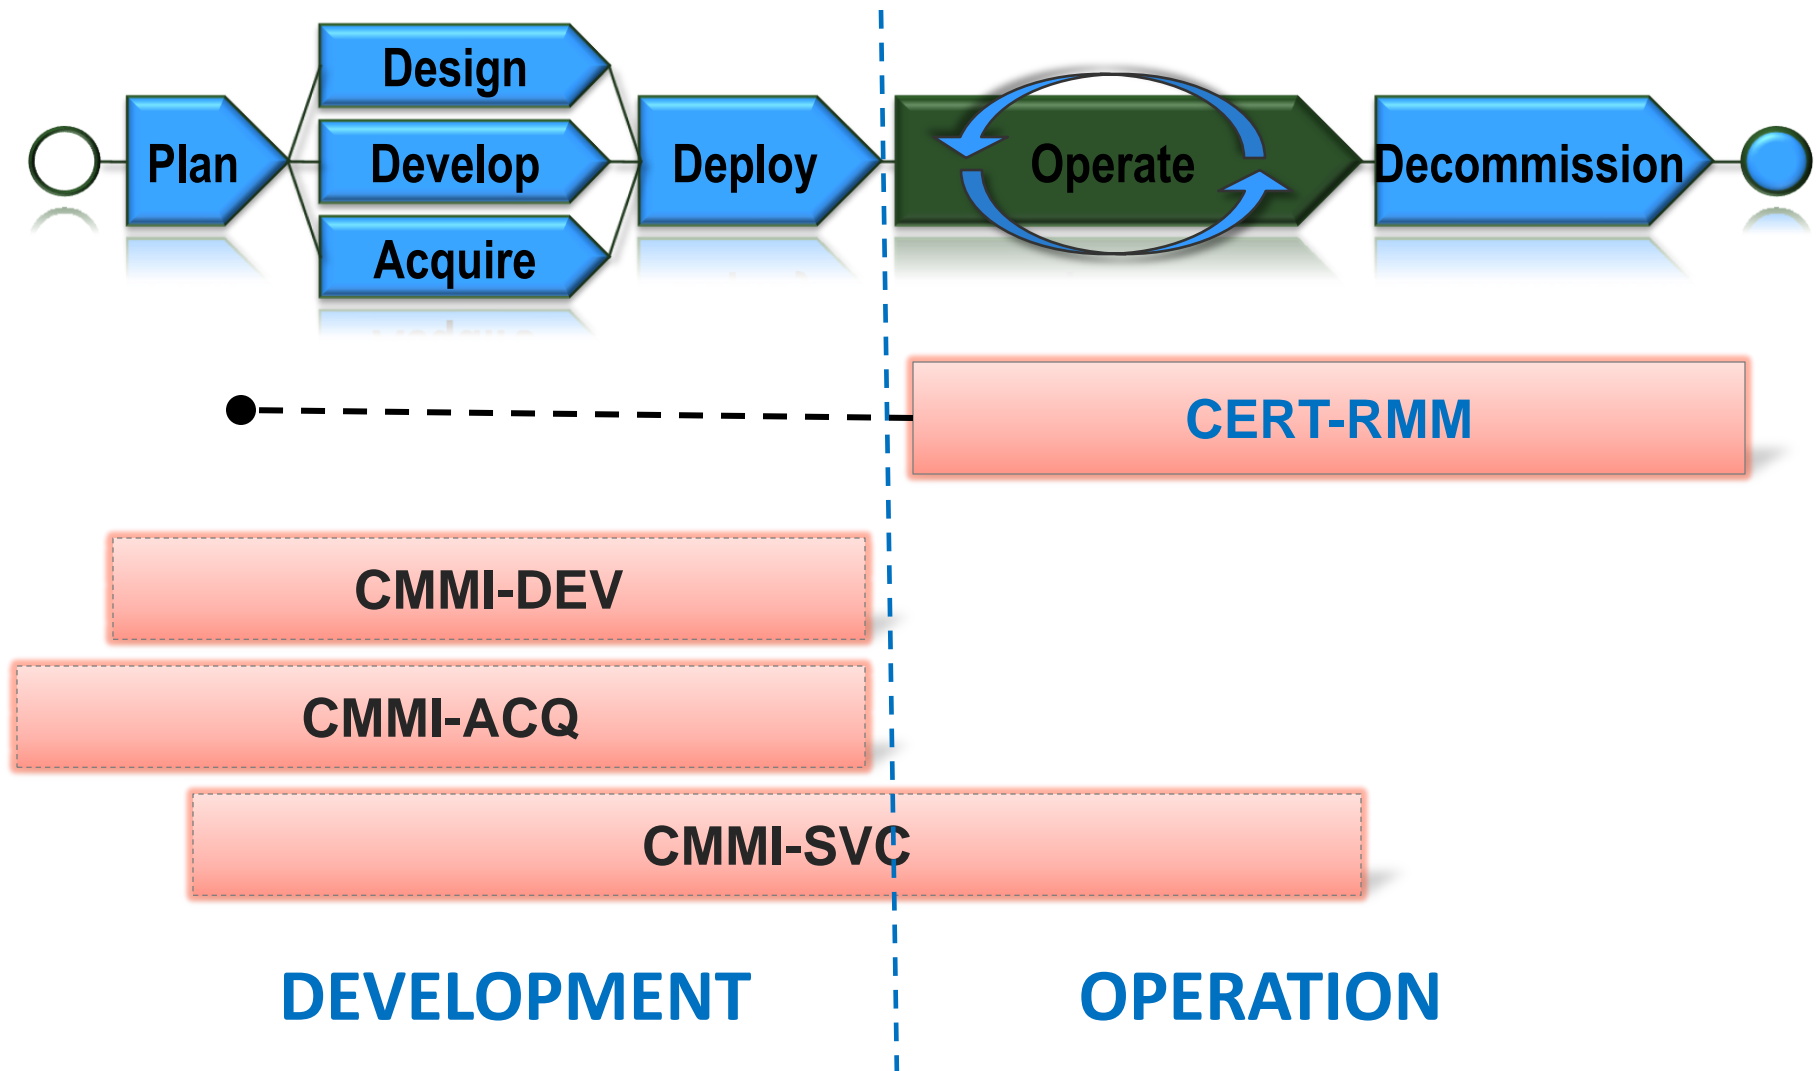 Design
Plan
Develop
Deploy
Operate
Decommission
Acquire
CERT-RMM
CMMI-DEV
CMMI-ACQ
CMMI-SVC
DEVELOPMENT
OPERATION